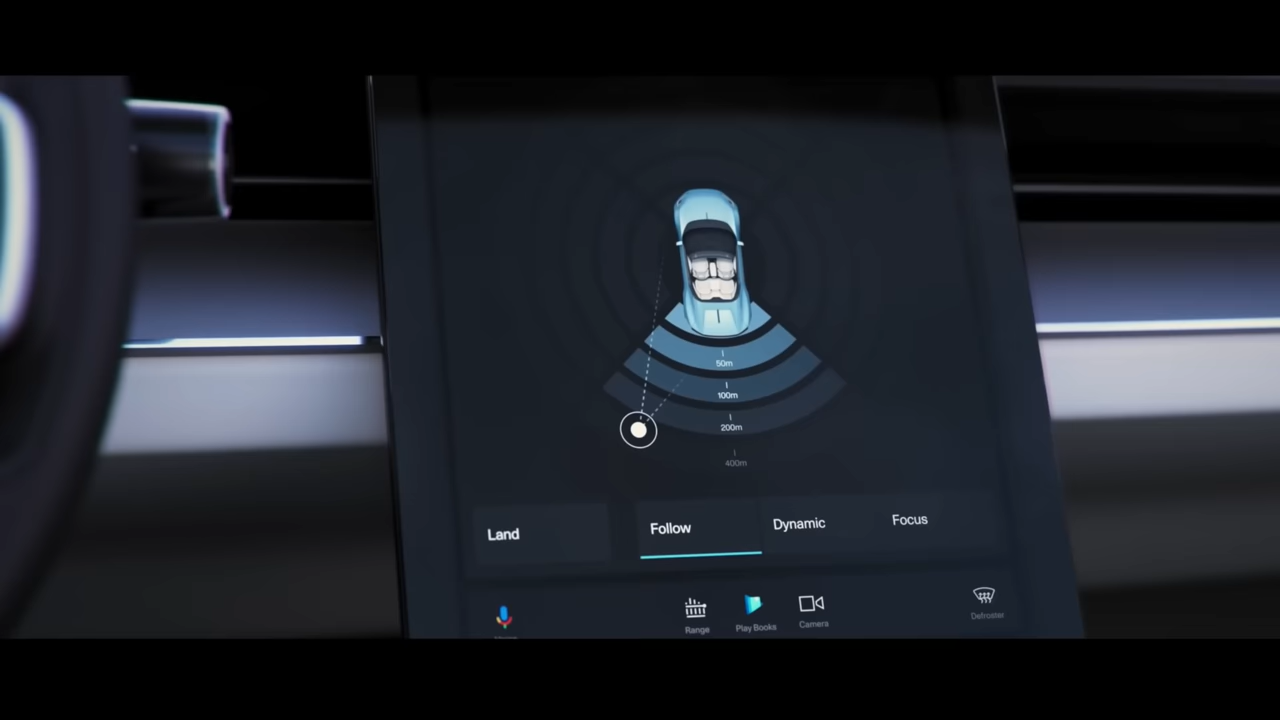 50m
100m
200m
400m
Land
Follow
Dynamic
Focus
Range
Play Books
Camera
Defroster